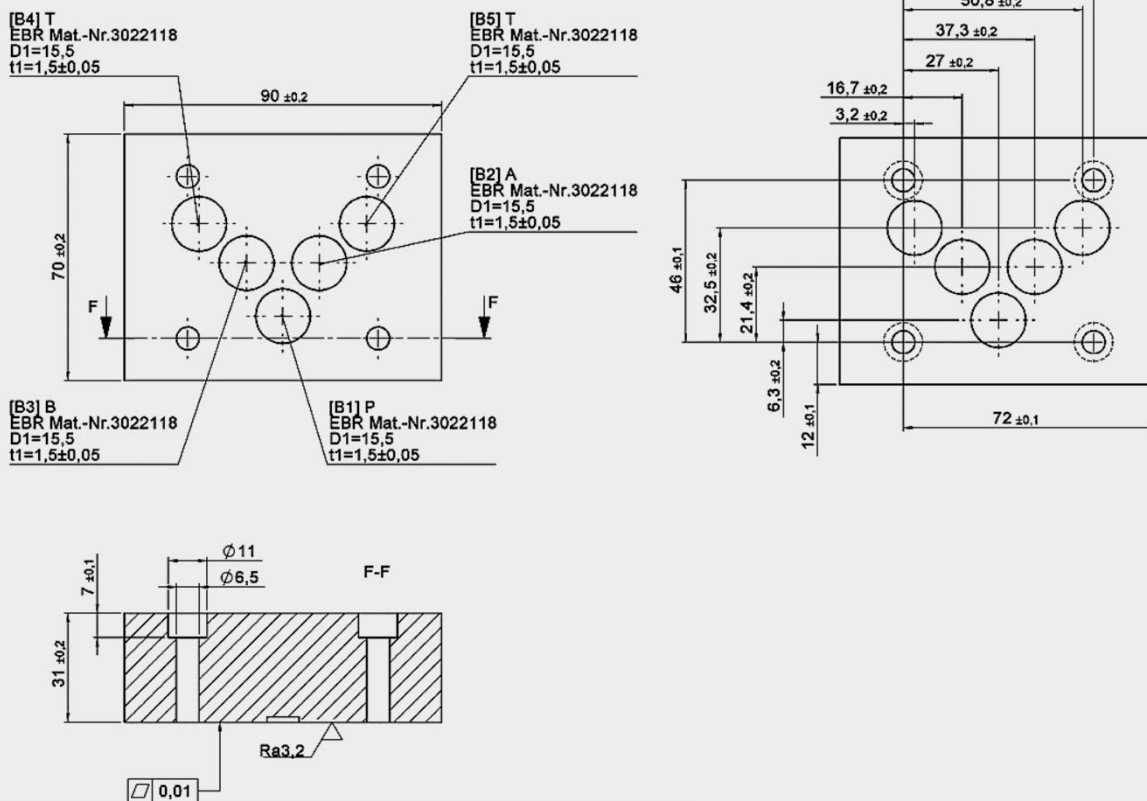 [B4] T
EBR Mat.-Nr.3022118
D1=15,5
t1=1,5±0,05
[B5] T
EBR Mat.-Nr.3022118
D1=15,5
t1=1,5±0,05
90 ±0,2
[B2] A
EBR Mat.-Nr.3022118
D1=15,5
t1=1,5±0,05
70 ±0,2
F
F
[B3] B
EBR Mat.-Nr.3022118
D1=15,5
t1=1,5±0,05
[B1] P
EBR Mat.-Nr.3022118
D1=15,5
t1=1,5±0,05
50,8 ±0,2
37,3 ±0,2
27 ±0,2
16,7 ±0,2
3,2 ±0,2
46 ±0,1
32,5 ±0,2
21,4 ±0,2
6,3 ±0,2
12 ±0,1
72 ±0,1
Ø11
Ø6,5
F-F
7 ±0,1
31 ±0,2
Ra3,2
0,01